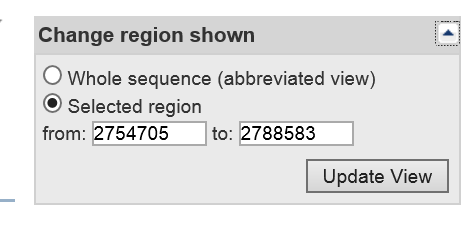 Change region shown
Whole sequence (abbreviated view)
Selected region
from: 2754705 to: 2788583
Update View